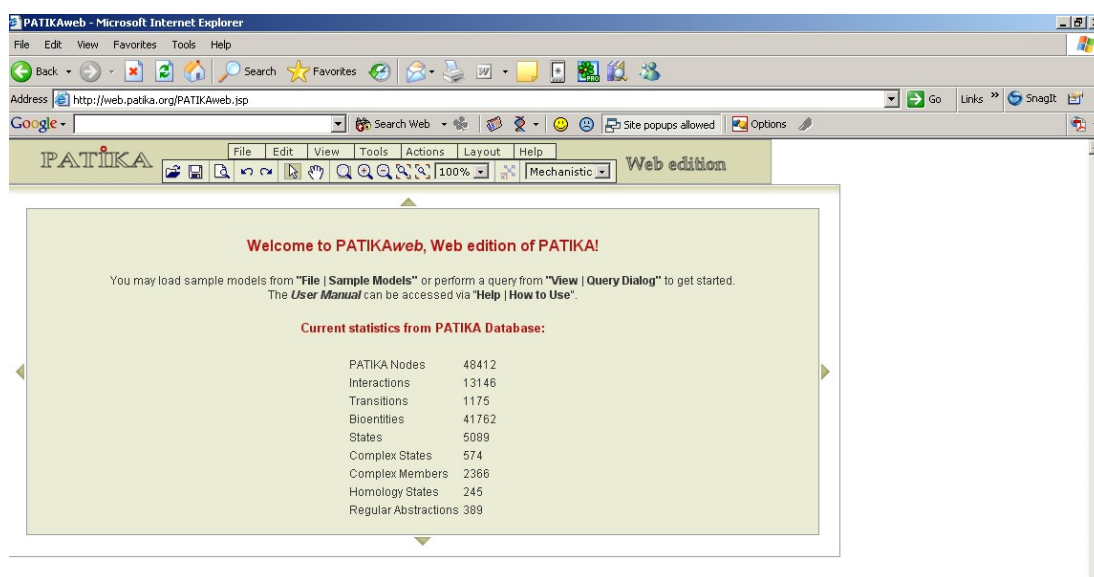 PATIKAweb - Microsoft Internet Explorer
File Edit View Favorites Tools Help
Back Search Favorites
Address http://web.patika.org/PATIKAweb.jsp Go Links » SnagIt
Google Search Web Site popups allowed Options
PATIKA File Edit View Tools Actions Layout Help
100% Mechanistic Web edition
Welcome to PATIKAweb, Web edition of PATIKA!
You may load sample models from "File | Sample Models" or perform a query from "View | Query Dialog" to get started.
The User Manual can be accessed via "Help | How to Use".
Current statistics from PATIKA Database:
PATIKA Nodes 48412
Interactions 13146
Transitions 1175
Bioentities 41762
States 5089
Complex States 574
Complex Members 2366
Homology States 245
Regular Abstractions 389